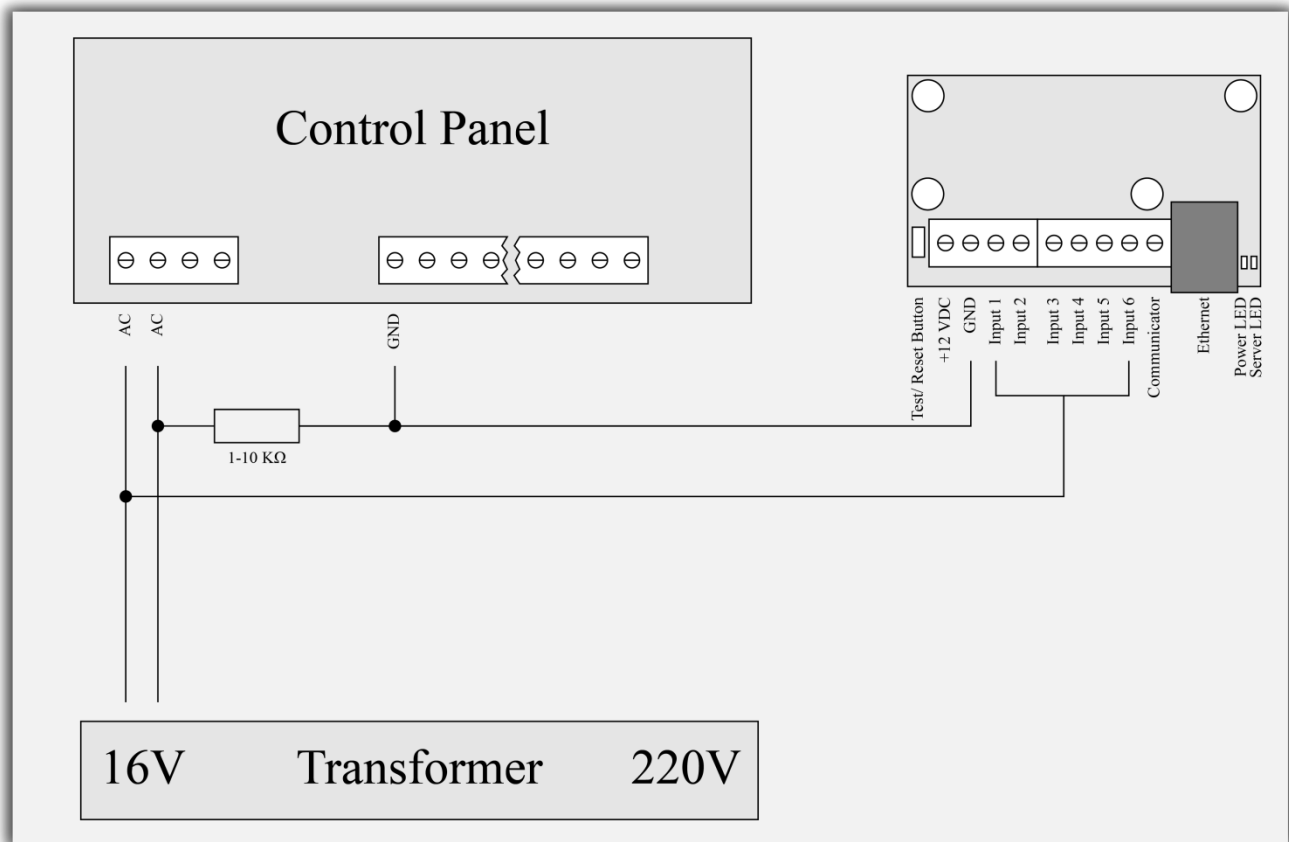 Control Panel
AC
AC
GND
1-10 KΩ
Test/ Reset Button
+12 VDC
GND
Input 1
Input 2
Input 3
Input 4
Input 5
Input 6
Communicator
Ethernet
Power LED
Server LED
16V Transformer 220V